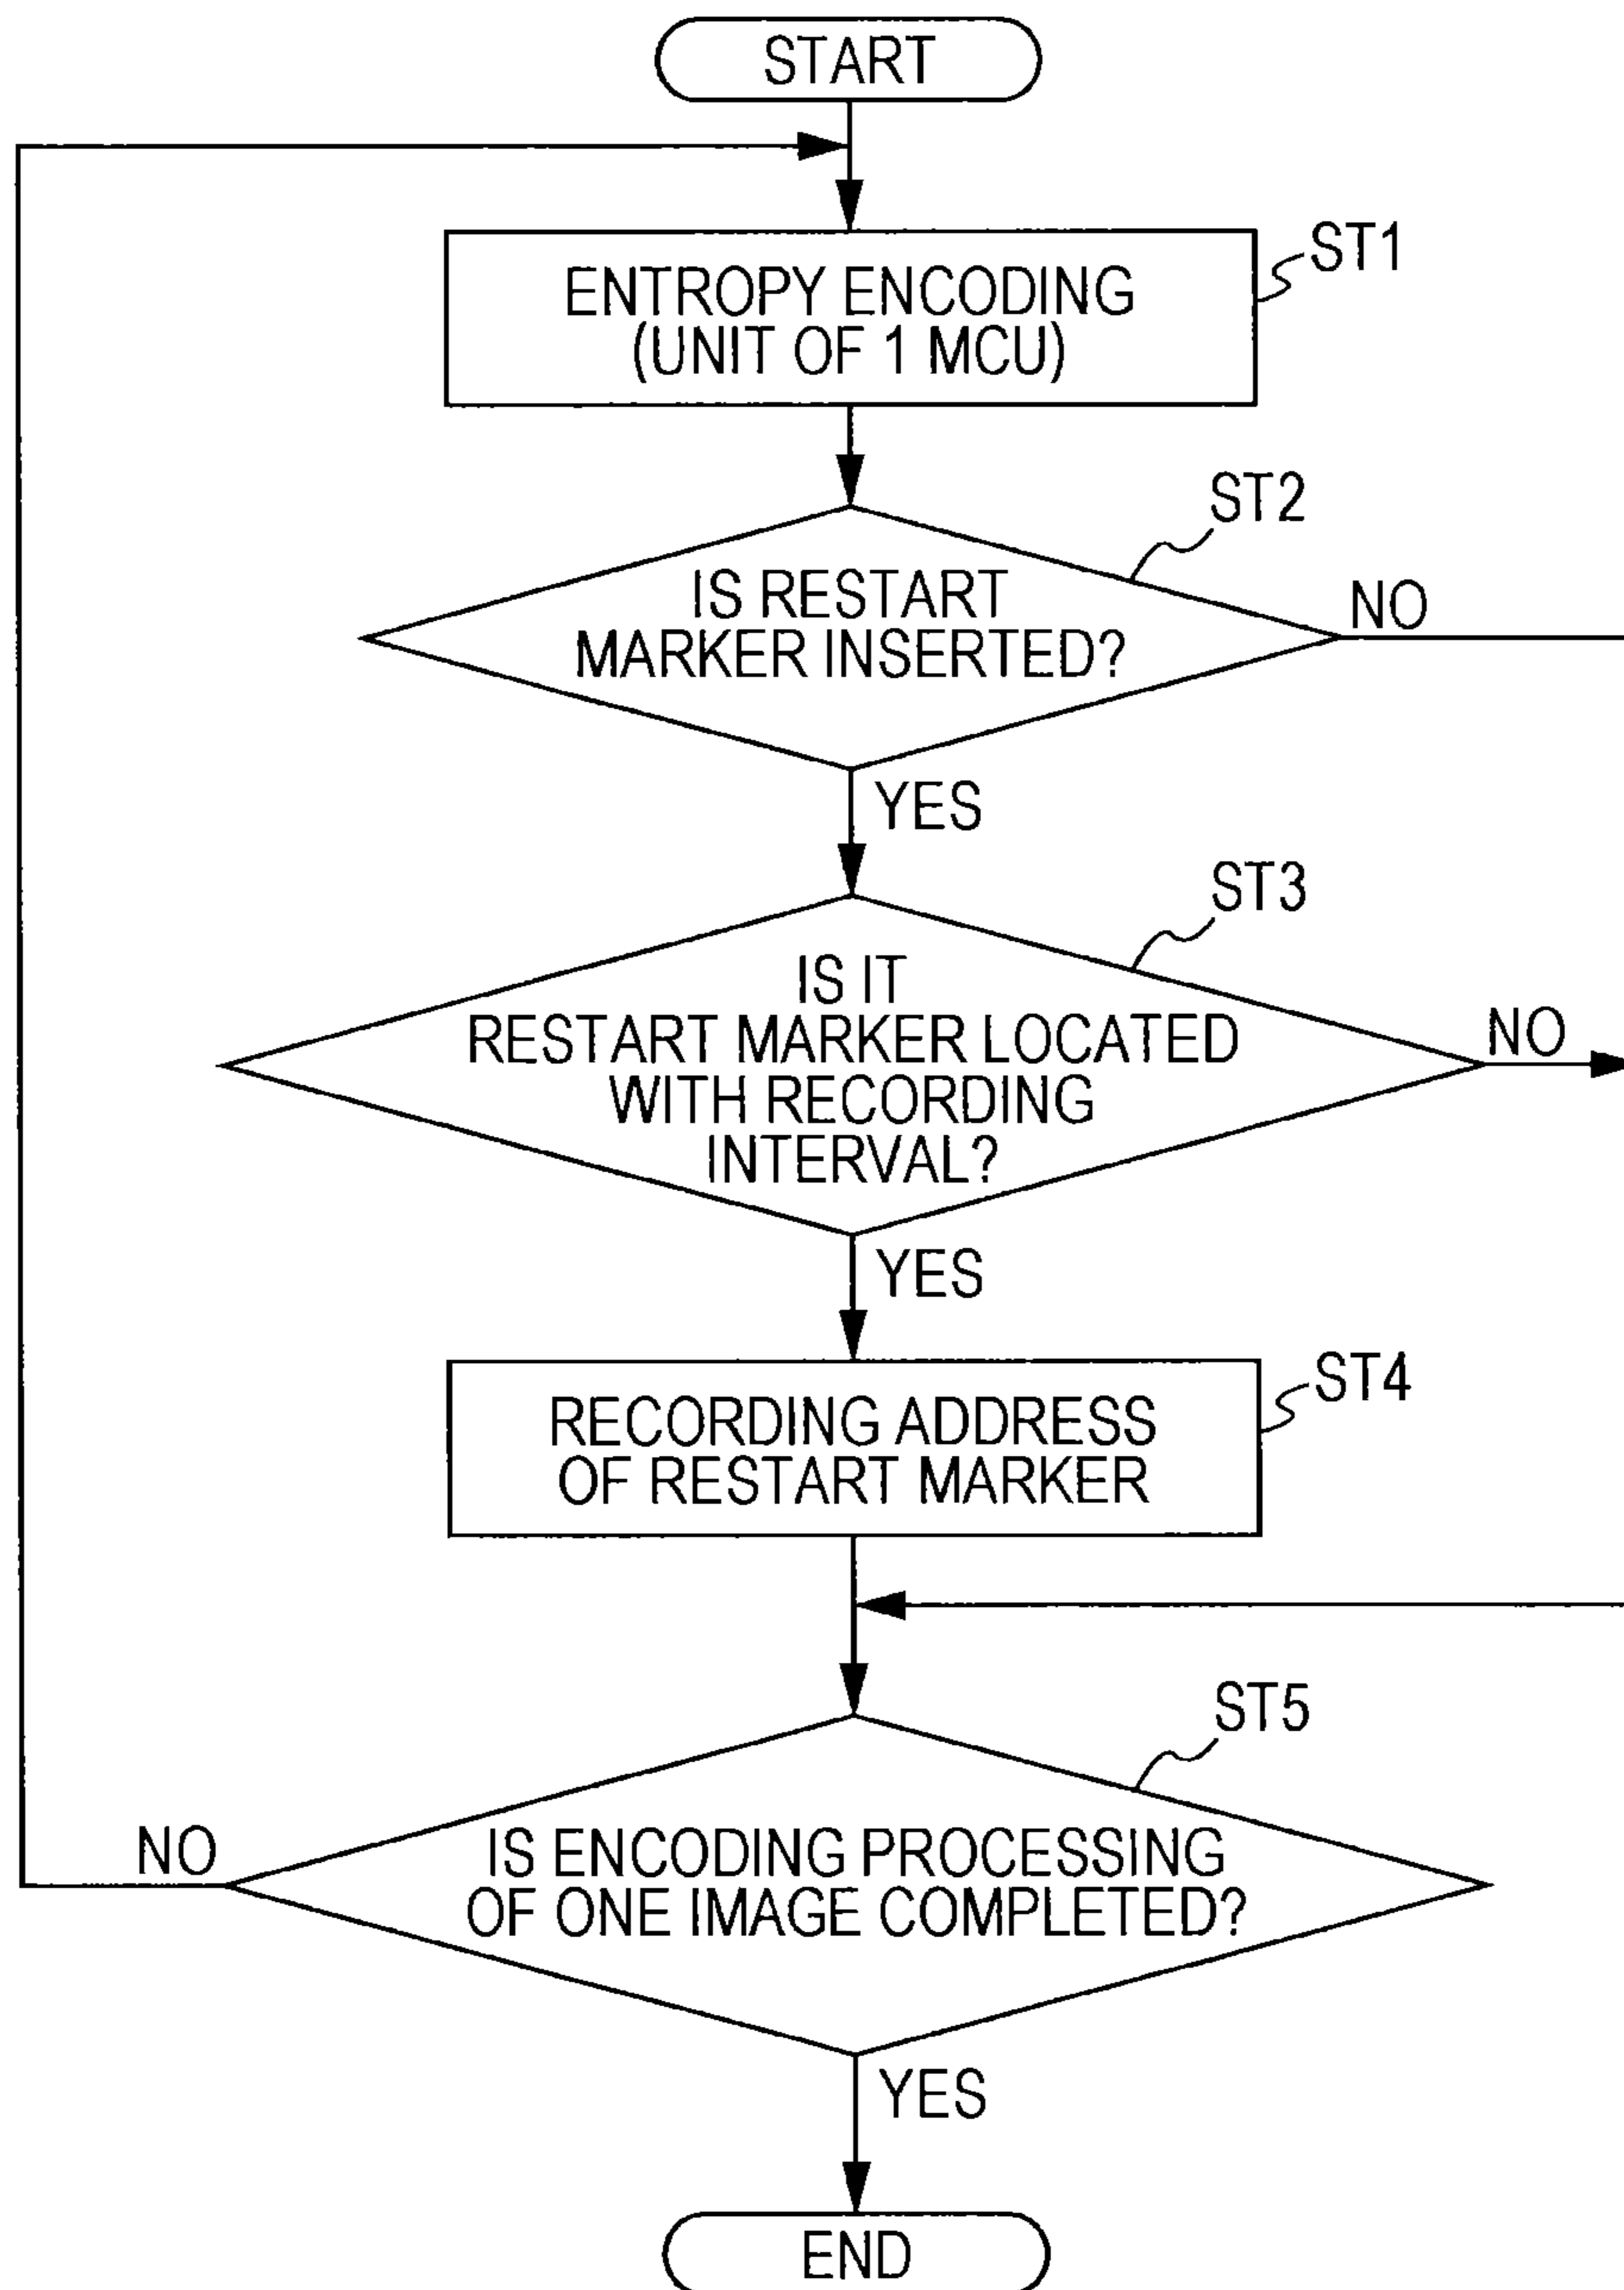 START
ENTROPY ENCODING
(UNIT OF 1 MCU)
ST1
ST2
IS RESTART
MARKER INSERTED?
NO
YES
ST3
IS IT
RESTART MARKER LOCATED
WITH RECORDING
INTERVAL?
NO
YES
ST4
RECORDING ADDRESS
OF RESTART MARKER
ST5
NO
IS ENCODING PROCESSING
OF ONE IMAGE COMPLETED?
YES
END